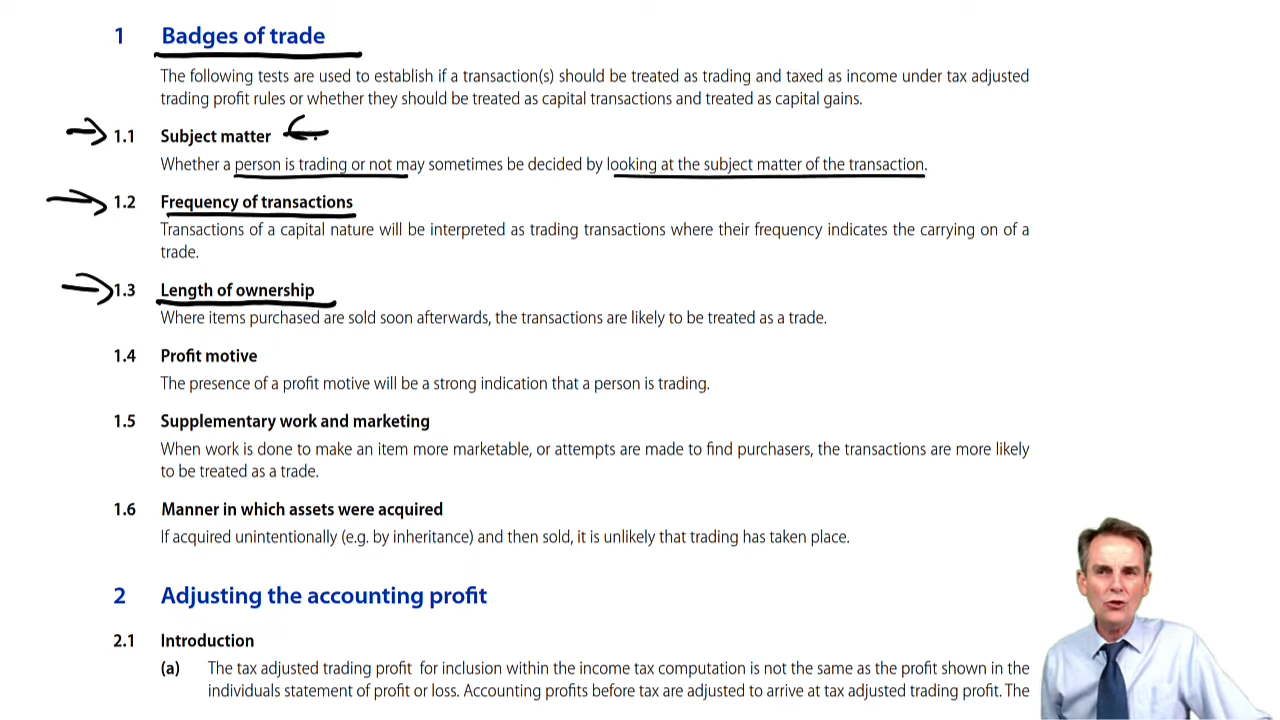 1 Badges of trade
The following tests are used to establish if a transaction(s) should be treated as trading and taxed as income under tax adjusted
trading profit rules or whether they should be treated as capital transactions and treated as capital gains.
1.1 Subject matter
Whether a person is trading or not may sometimes be decided by looking at the subject matter of the transaction.
1.2 Frequency of transactions
Transactions of a capital nature will be interpreted as trading transactions where their frequency indicates the carrying on of a
trade.
1.3 Length of ownership
Where items purchased are sold soon afterwards, the transactions are likely to be treated as a trade.
1.4 Profit motive
The presence of a profit motive will be a strong indication that a person is trading.
1.5 Supplementary work and marketing
When work is done to make an item more marketable, or attempts are made to find purchasers, the transactions are more likely
to be treated as a trade.
1.6 Manner in which assets were acquired
If acquired unintentionally (e.g. by inheritance) and then sold, it is unlikely that trading has taken place.
2 Adjusting the accounting profit
2.1 Introduction
(a) The tax adjusted trading profit for inclusion within the income tax computation is not the same as the profit shown in the
individuals statement of profit or loss. Accounting profits before tax are adjusted to arrive at tax adjusted trading profit. The